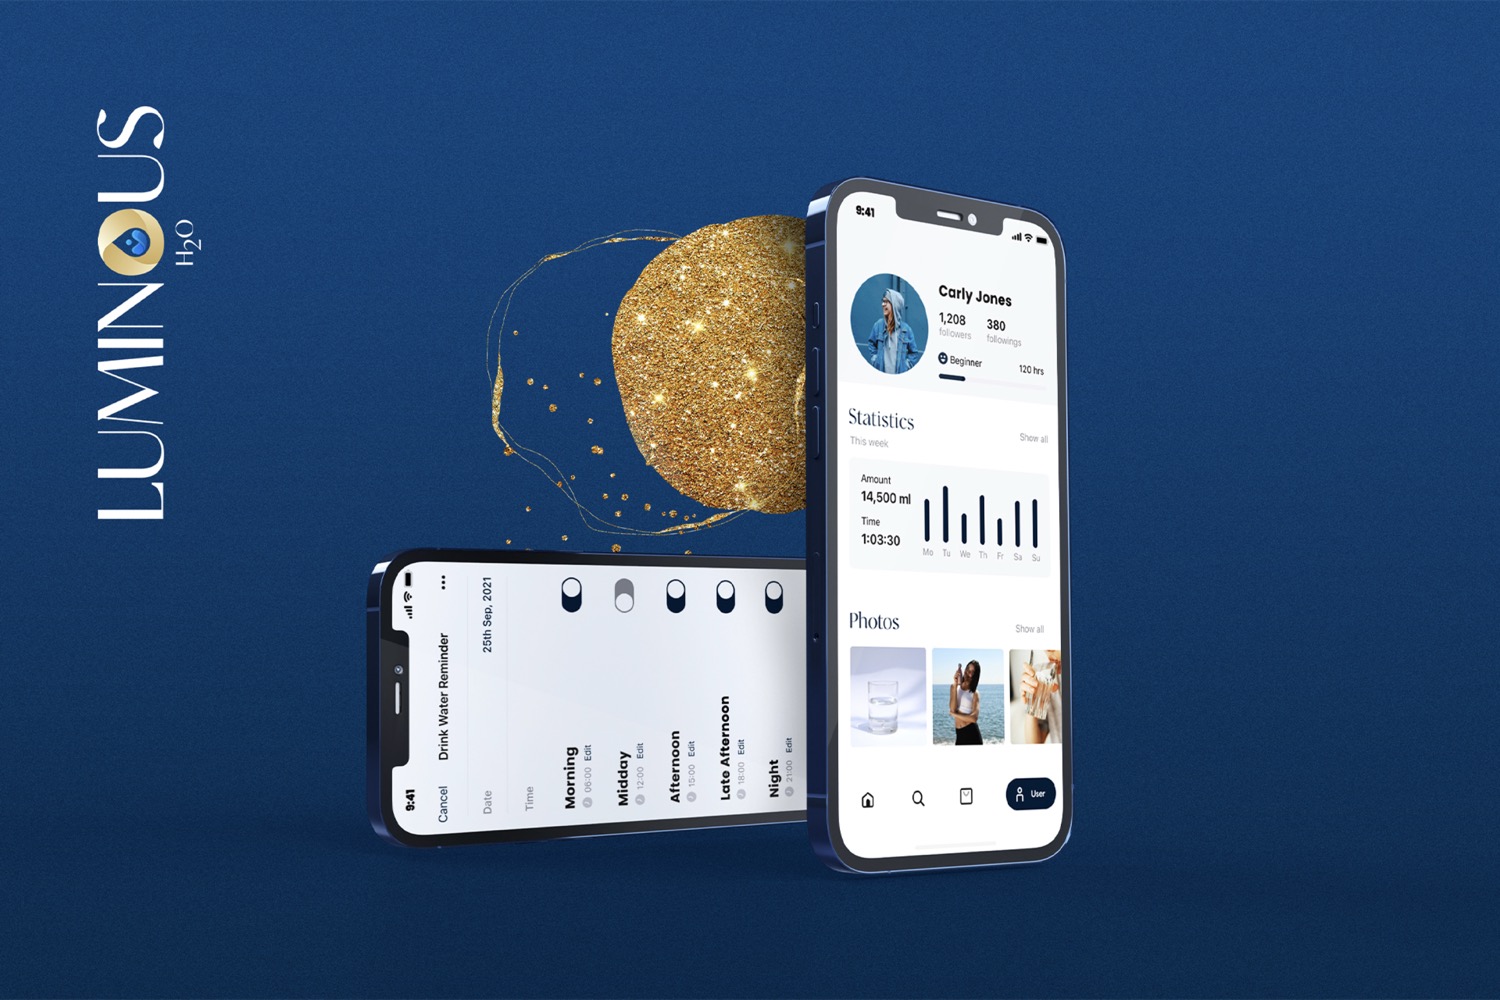 LUMINOUS
H2O
9:41
Cancel
Drink Water Reminder
Date
25th Sep, 2021
Time
Morning
06:00 Edit
Midday
12:00 Edit
Afternoon
15:00 Edit
Late Afternoon
18:00 Edit
Night
21:00 Edit
9:41
Carly Jones
1,208 380
followers followings
Beginner 120 hrs
Statistics
This week Show all
Amount
14,500 ml
Time
1:03:30
Mo Tu We Th Fr Sa Su
Photos
Show all
User